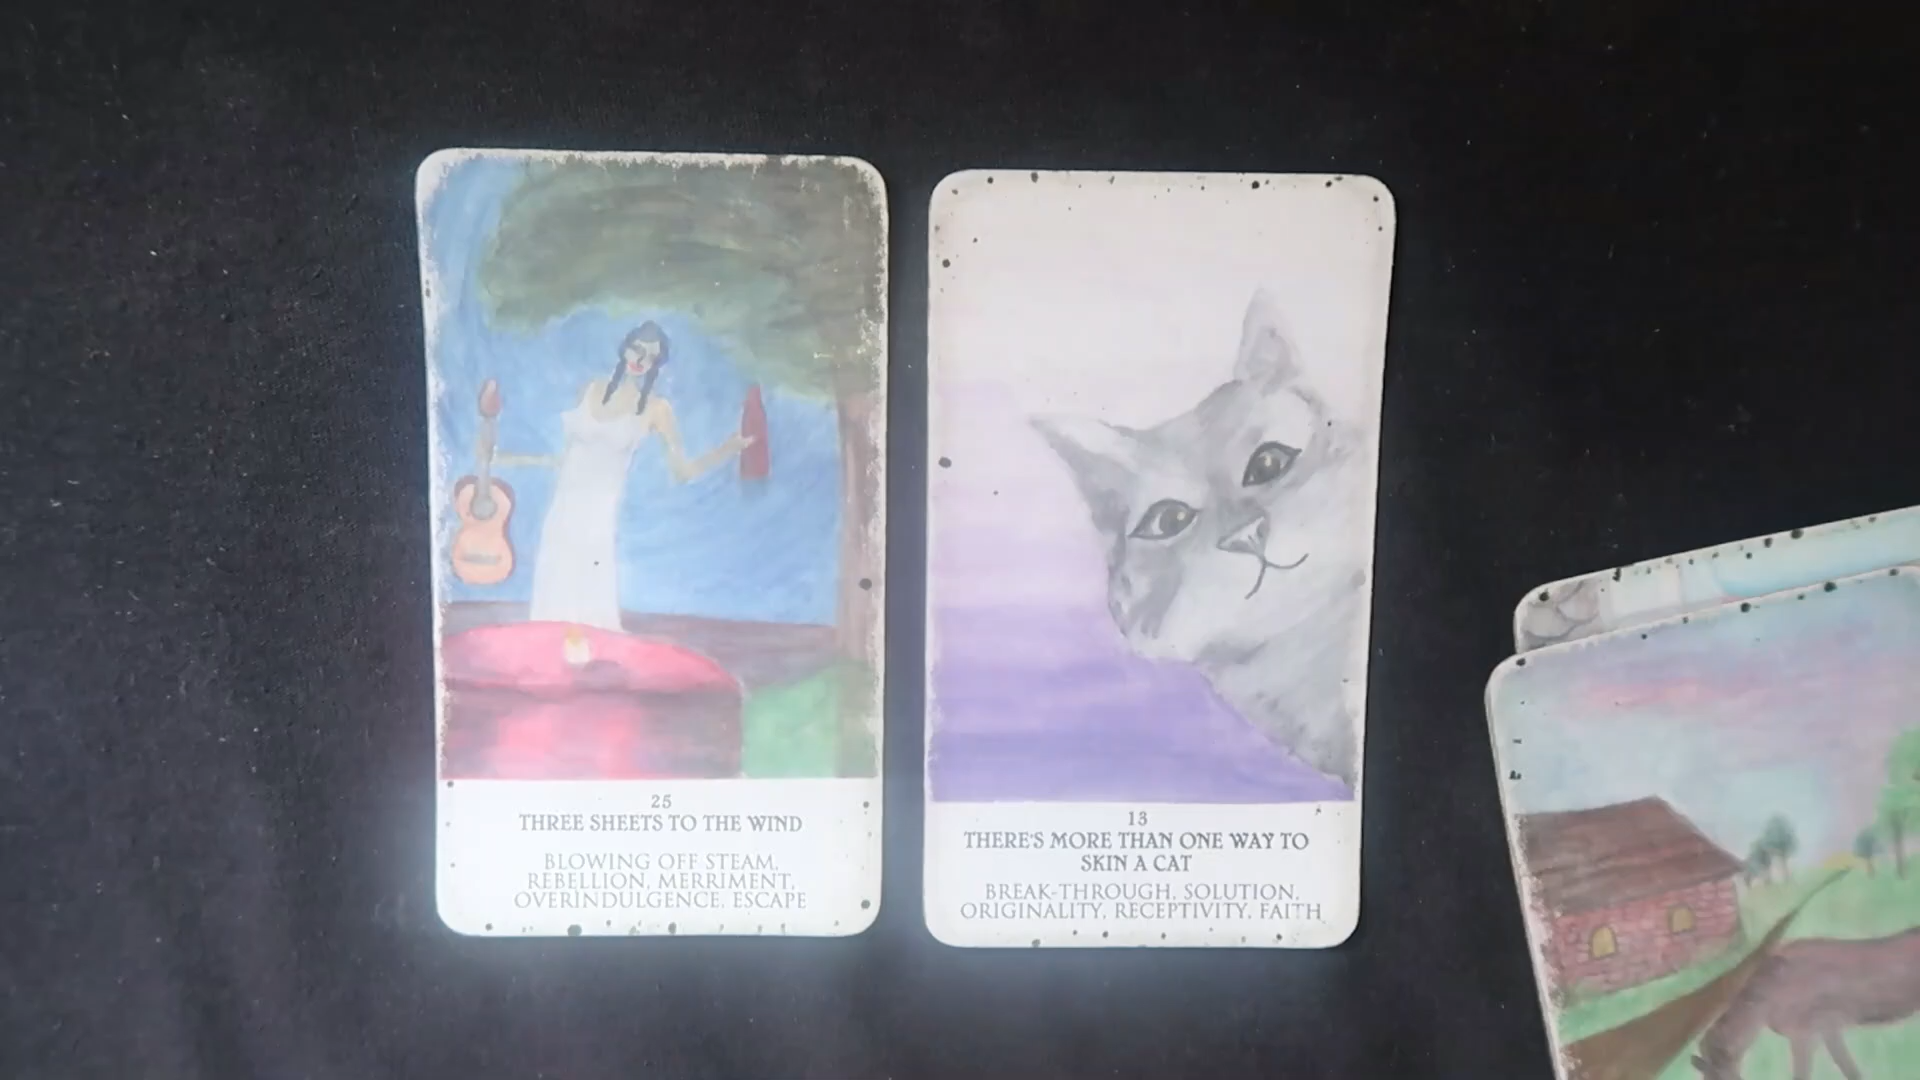 25
THREE SHEETS TO THE WIND
BLOWING OFF STEAM,
REBELLION, MERRIMENT,
OVERINDULGENCE, ESCAPE
13
THERE'S MORE THAN ONE WAY TO
SKIN A CAT
BREAK-THROUGH, SOLUTION,
ORIGINALITY, RECEPTIVITY, FAITH